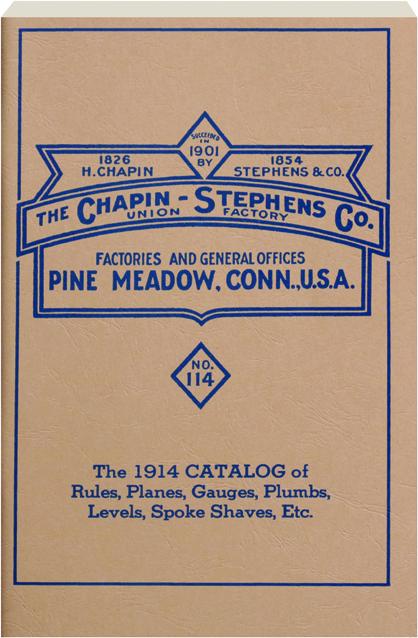 SUCCEEDED
IN
1901
BY
1826
H. CHAPIN
1854
STEPHENS & CO.
THE CHAPIN - STEPHENS CO.
UNION FACTORY
FACTORIES AND GENERAL OFFICES
PINE MEADOW, CONN., U.S.A.
NO.
114
The 1914 CATALOG of
Rules, Planes, Gauges, Plumbs,
Levels, Spoke Shaves, Etc.